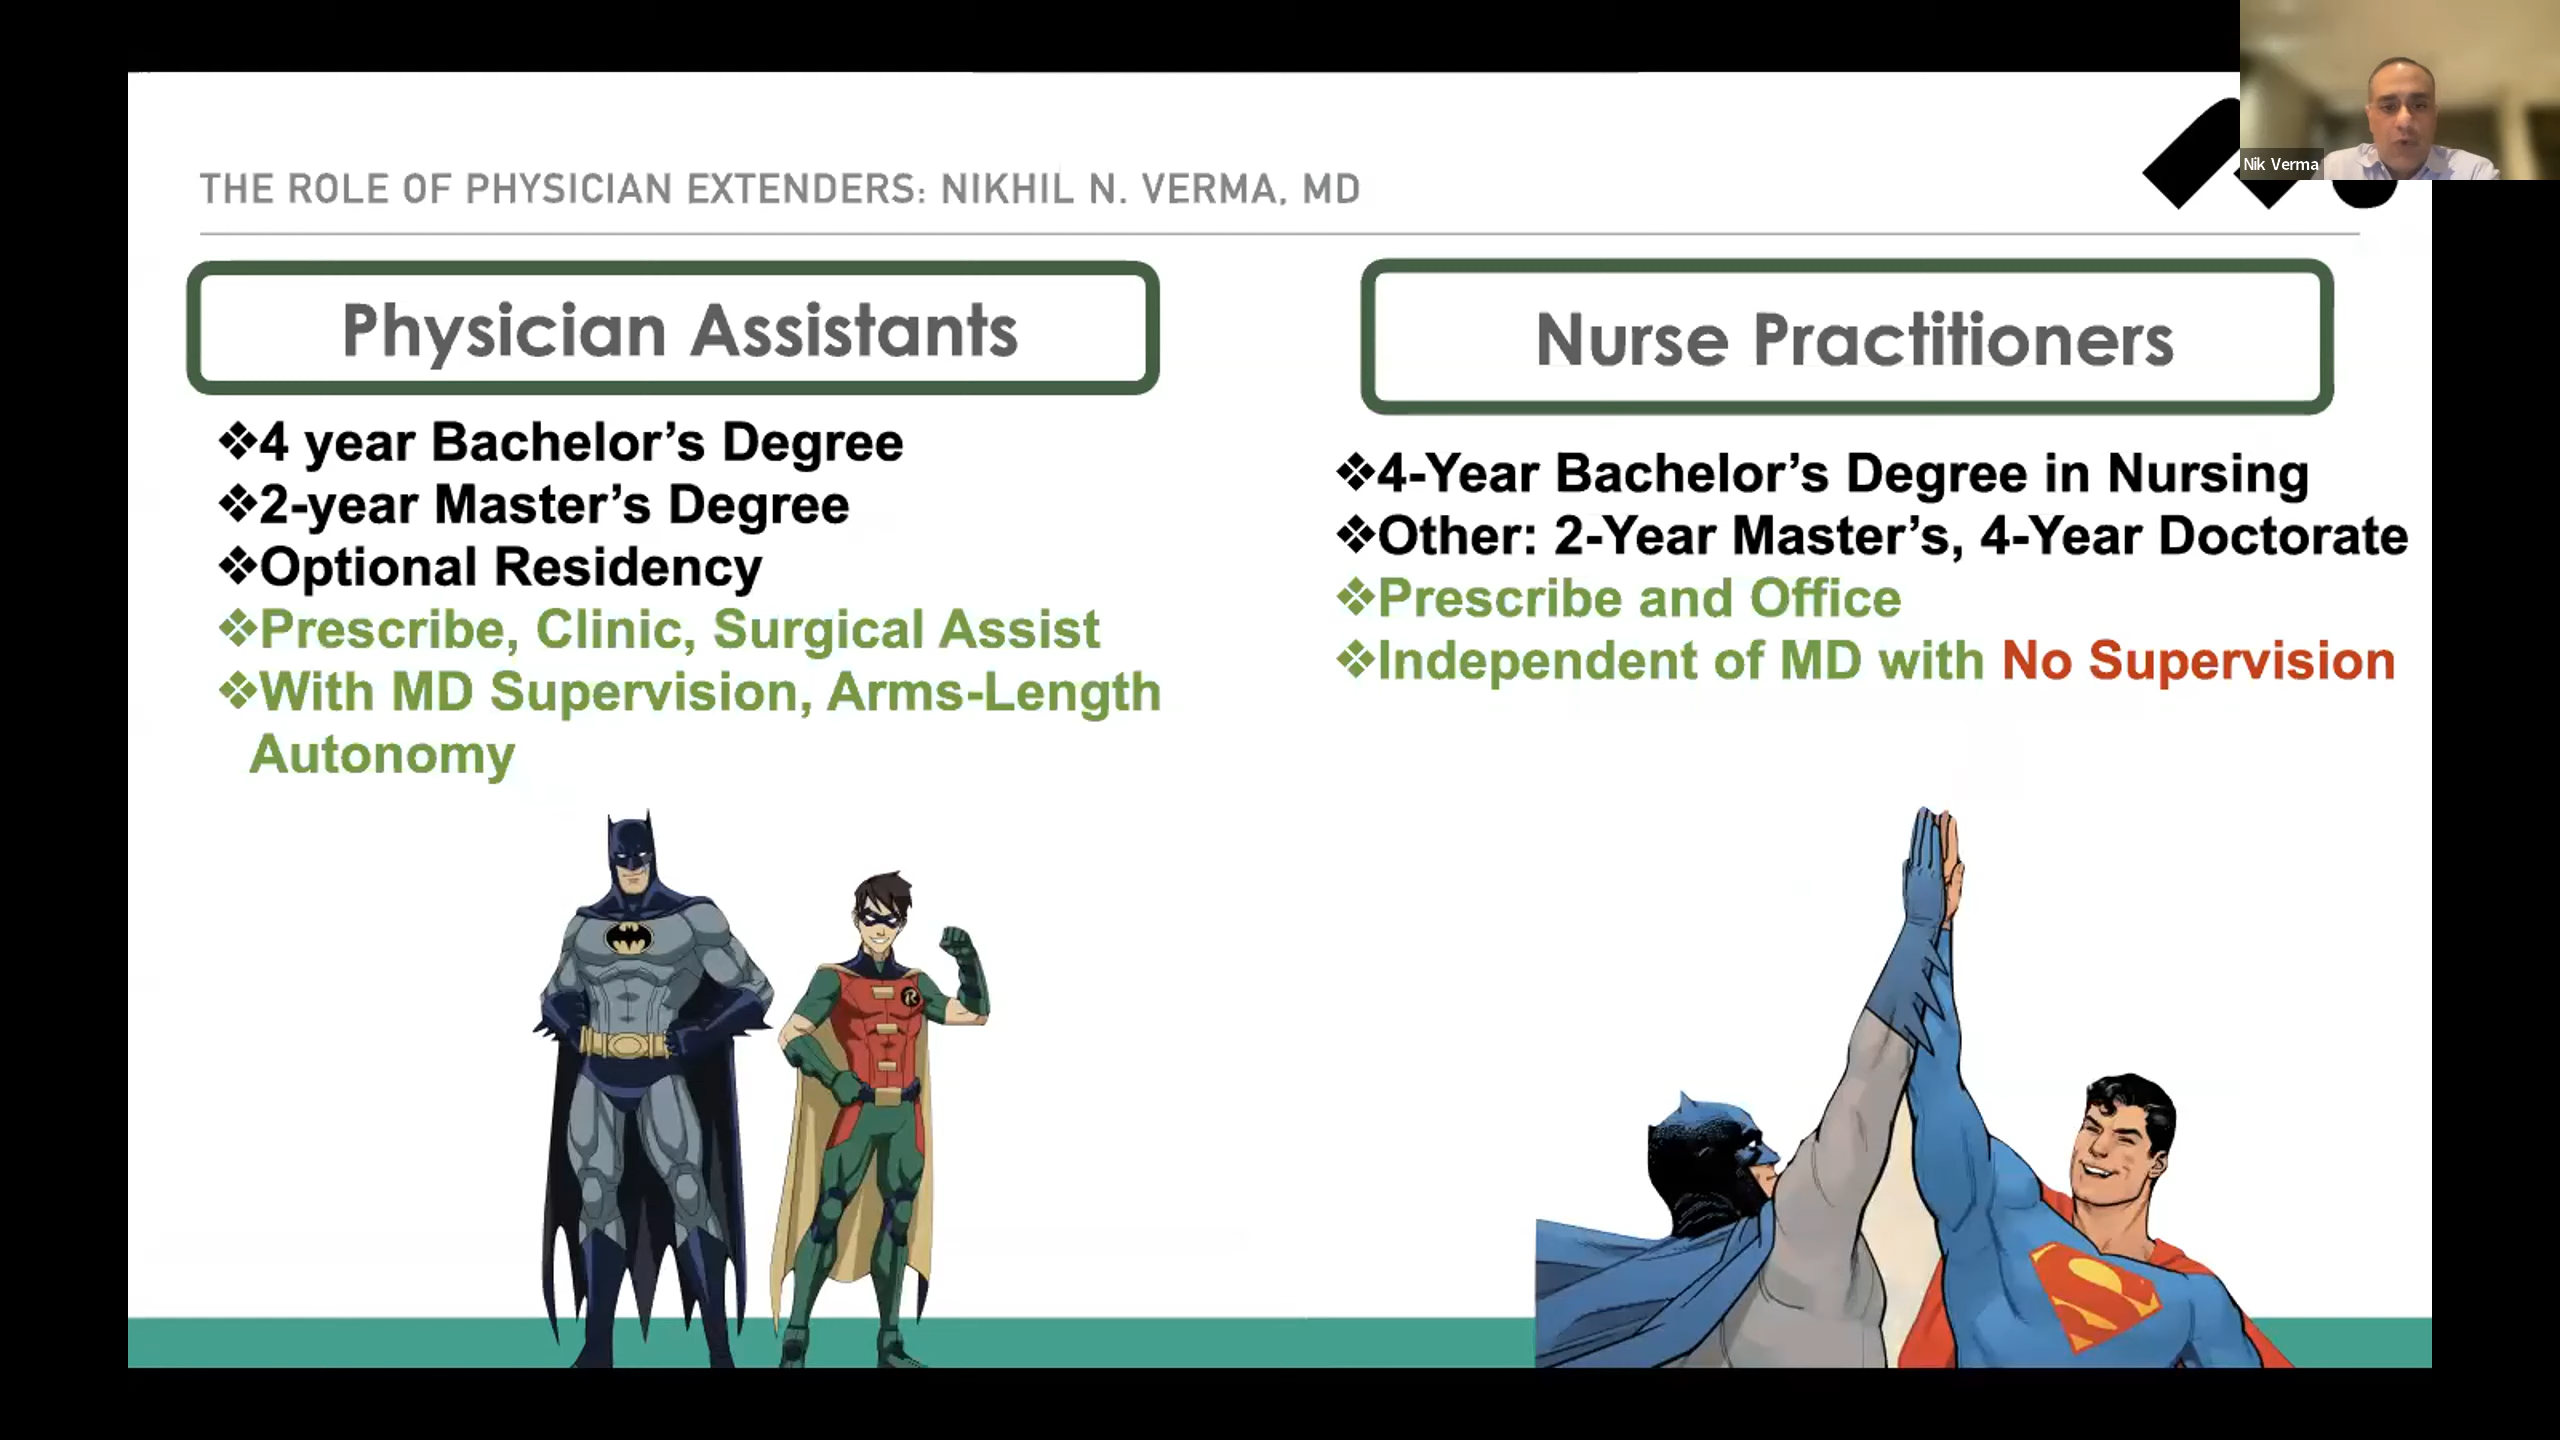 Nik Verma
THE ROLE OF PHYSICIAN EXTENDERS: NIKHIL N. VERMA, MD
Physician Assistants
❖4 year Bachelor’s Degree
❖2-year Master’s Degree
❖Optional Residency
❖Prescribe, Clinic, Surgical Assist
❖With MD Supervision, Arms-Length
Autonomy
Nurse Practitioners
❖4-Year Bachelor’s Degree in Nursing
❖Other: 2-Year Master’s, 4-Year Doctorate
❖Prescribe and Office
❖Independent of MD with No Supervision
R
S